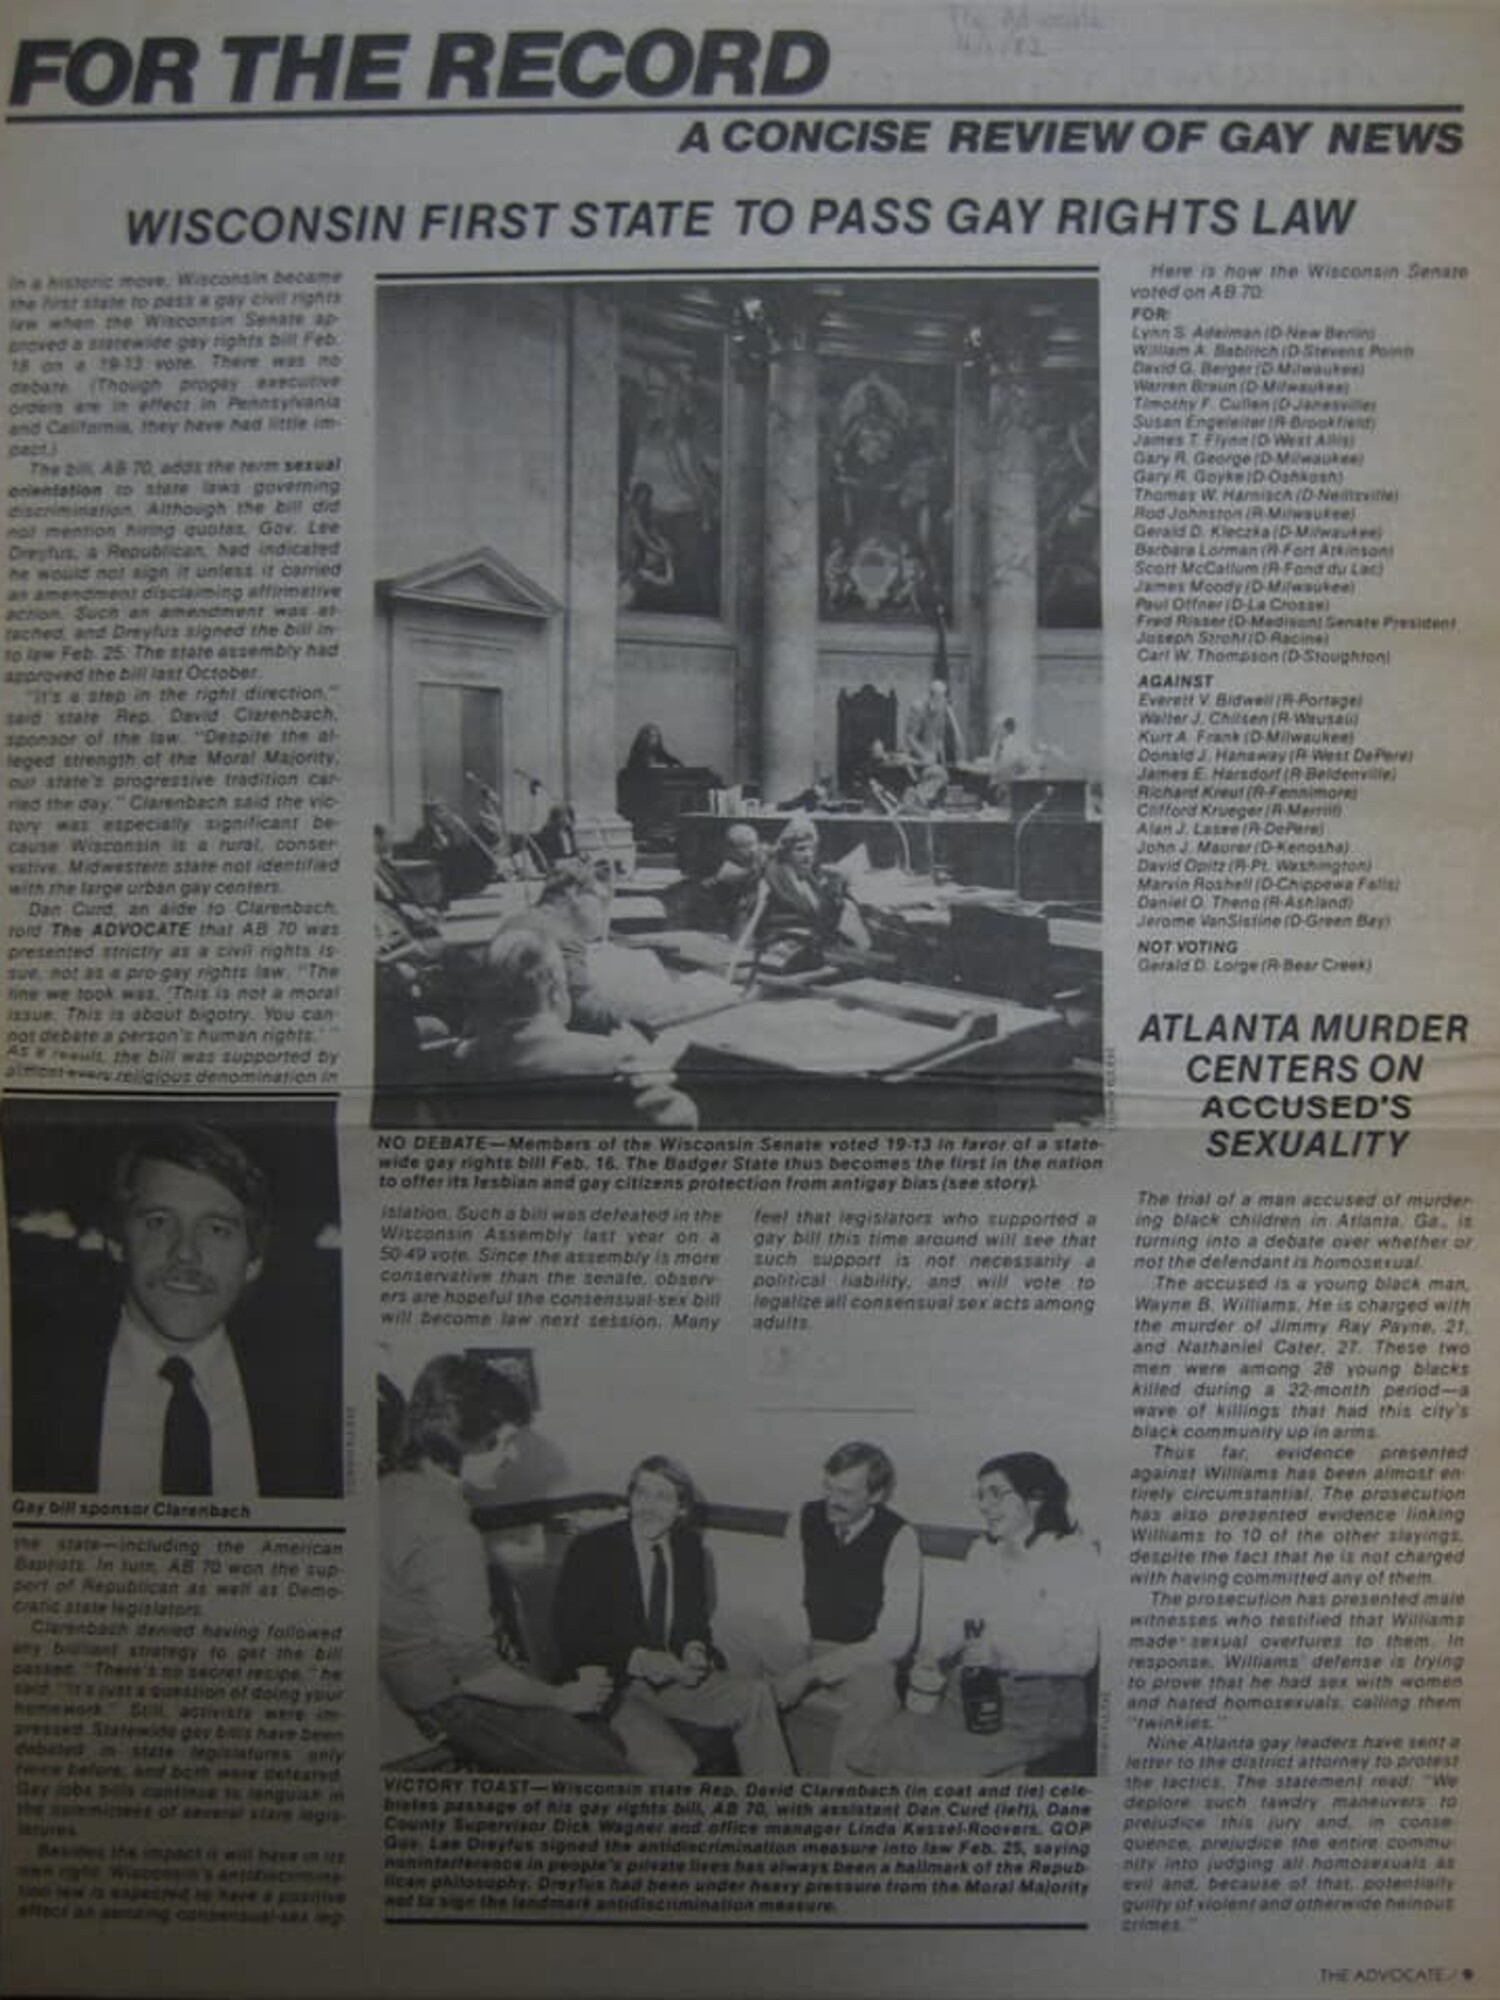 The Advocate
FOR THE RECORD
A CONCISE REVIEW OF GAY NEWS
WISCONSIN FIRST STATE TO PASS GAY RIGHTS LAW
In a historic move, Wisconsin became
the first state to pass a gay civil rights
law when the Wisconsin Senate ap-
proved a statewide gay rights bill Feb.
16 on a 19-13 vote. There was no
debate. (Though progay executive
orders are in effect in Pennsylvania
and California, they have had little im-
pact.)
The bill, AB 70, adds the term sexual
orientation to state laws governing
discrimination. Although the bill did
not mention hiring quotas, Gov. Lee
Dreyfus, a Republican, had indicated
he would not sign it unless it carried
an amendment disclaiming affirmative
action. Such an amendment was at-
tached, and Dreyfus signed the bill in-
to law Feb. 25. The state assembly had
approved the bill last October.
"It's a step in the right direction,"
said state Rep. David Clarenbach,
sponsor of the law. "Despite the al-
leged strength of the Moral Majority,
our state's progressive tradition car-
ried the day." Clarenbach said the vic-
tory was especially significant be-
cause Wisconsin is a rural, conser-
vative, Midwestern state not identified
with the large urban gay centers.
Dan Curd, an aide to Clarenbach,
told The ADVOCATE that AB 70 was
presented strictly as a civil rights is-
sue, not as a pro-gay rights law. "The
line we took was, 'This is not a moral
issue. This is about bigotry. You can-
not debate a person's human rights.' "
As a result, the bill was supported by
almost every religious denomination in
Gay bill sponsor Clarenbach
the state—including the American
Baptists. In turn, AB 70 won the sup-
port of Republican as well as Demo-
cratic state legislators.
Clarenbach denied having followed
any brilliant strategy to get the bill
passed. "There's no secret recipe," he
said. "It's just a question of doing your
homework." Still, activists were im-
pressed. Statewide gay bills have been
debated in state legislatures only
twice before, and both were defeated.
Gay jobs bills continue to languish in
the committees of several state legis-
latures.
Besides the impact it will have in its
own right, Wisconsin's antidiscrimina-
tion law is expected to have a positive
effect on pending consensual-sex leg-
NO DEBATE—Members of the Wisconsin Senate voted 19-13 in favor of a state-
wide gay rights bill Feb. 16. The Badger State thus becomes the first in the nation
to offer its lesbian and gay citizens protection from antigay bias (see story).
islation. Such a bill was defeated in the
Wisconsin Assembly last year on a
50-49 vote. Since the assembly is more
conservative than the senate, observ-
ers are hopeful the consensual-sex bill
will become law next session. Many
feel that legislators who supported a
gay bill this time around will see that
such support is not necessarily a
political liability, and will vote to
legalize all consensual sex acts among
adults.
VICTORY TOAST—Wisconsin state Rep. David Clarenbach (in coat and tie) cele-
brates passage of his gay rights bill, AB 70, with assistant Dan Curd (left), Dane
County Supervisor Dick Wagner and office manager Linda Kessel-Roovers. GOP
Gov. Lee Dreyfus signed the antidiscrimination measure into law Feb. 25, saying
noninterference in people's private lives has always been a hallmark of the Repub-
lican philosophy. Dreyfus had been under heavy pressure from the Moral Majority
not to sign the landmark antidiscrimination measure.
Here is how the Wisconsin Senate
voted on AB 70:
FOR:
Lynn S. Adelman (D-New Berlin)
William A. Bablitch (D-Stevens Point)
David G. Berger (D-Milwaukee)
Warren Braun (D-Milwaukee)
Timothy F. Cullen (D-Janesville)
Susan Engeleiter (R-Brookfield)
James T. Flynn (D-West Allis)
Gary R. George (D-Milwaukee)
Gary R. Goyke (D-Oshkosh)
Thomas W. Harnisch (D-Neillsville)
Rod Johnston (R-Milwaukee)
Gerald D. Kleczka (D-Milwaukee)
Barbara Lorman (R-Fort Atkinson)
Scott McCallum (R-Fond du Lac)
James Moody (D-Milwaukee)
Paul Offner (D-La Crosse)
Fred Risser (D-Madison) Senate President
Joseph Strohl (D-Racine)
Carl W. Thompson (D-Stoughton)
AGAINST
Everett V. Bidwell (R-Portage)
Walter J. Chilsen (R-Wausau)
Kurt A. Frank (D-Milwaukee)
Donald J. Hanaway (R-West DePere)
James E. Harsdorf (R-Beldenville)
Richard Kreul (R-Fennimore)
Clifford Krueger (R-Merrill)
Alan J. Lasee (R-DePere)
John J. Maurer (D-Kenosha)
David Opitz (R-Pt. Washington)
Marvin Roshell (D-Chippewa Falls)
Daniel O. Theno (R-Ashland)
Jerome VanSistine (D-Green Bay)
NOT VOTING
Gerald D. Lorge (R-Bear Creek)
ATLANTA MURDER
CENTERS ON
ACCUSED'S
SEXUALITY
The trial of a man accused of murder-
ing black children in Atlanta, Ga., is
turning into a debate over whether or
not the defendant is homosexual.
The accused is a young black man,
Wayne B. Williams. He is charged with
the murder of Jimmy Ray Payne, 21,
and Nathaniel Cater, 27. These two
men were among 28 young blacks
killed during a 22-month period—a
wave of killings that had this city's
black community up in arms.
Thus far, evidence presented
against Williams has been almost en-
tirely circumstantial. The prosecution
has also presented evidence linking
Williams to 10 of the other slayings,
despite the fact that he is not charged
with having committed any of them.
The prosecution has presented male
witnesses who testified that Williams
made sexual overtures to them. In
response, Williams' defense is trying
to prove that he had sex with women
and hated homosexuals, calling them
"twinkies."
Nine Atlanta gay leaders have sent a
letter to the district attorney to protest
the tactics. The statement read: "We
deplore such tawdry maneuvers to
prejudice this jury and, in conse-
quence, prejudice the entire commu-
nity into judging all homosexuals as
evil and, because of that, potentially
guilty of violent and otherwise heinous
crimes."
THE ADVOCATE / 9